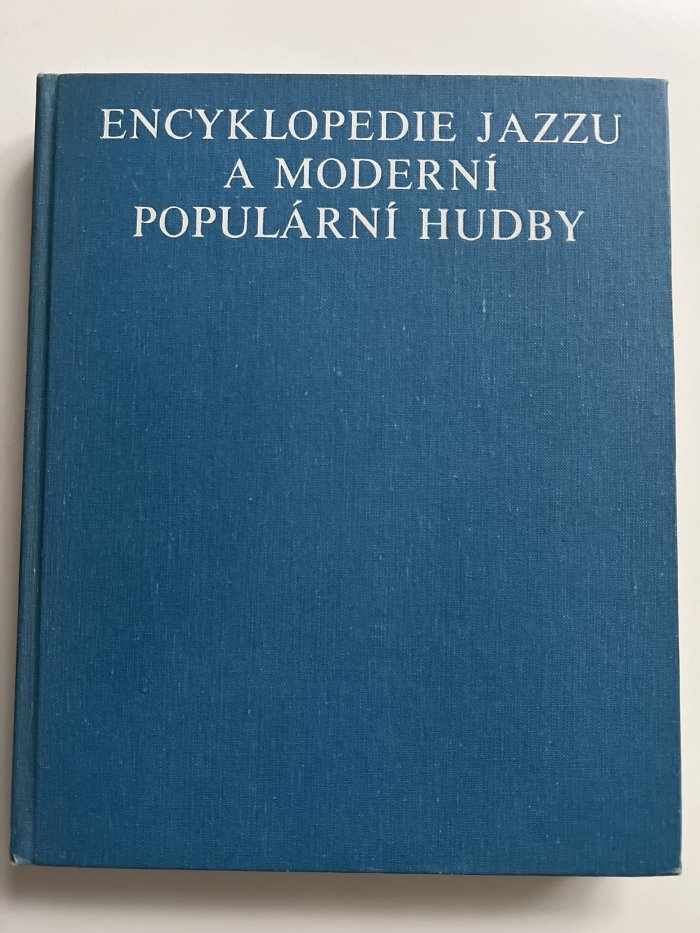 ENCYKLOPEDIE JAZZU
A MODERNÍ
POPULÁRNÍ HUDBY